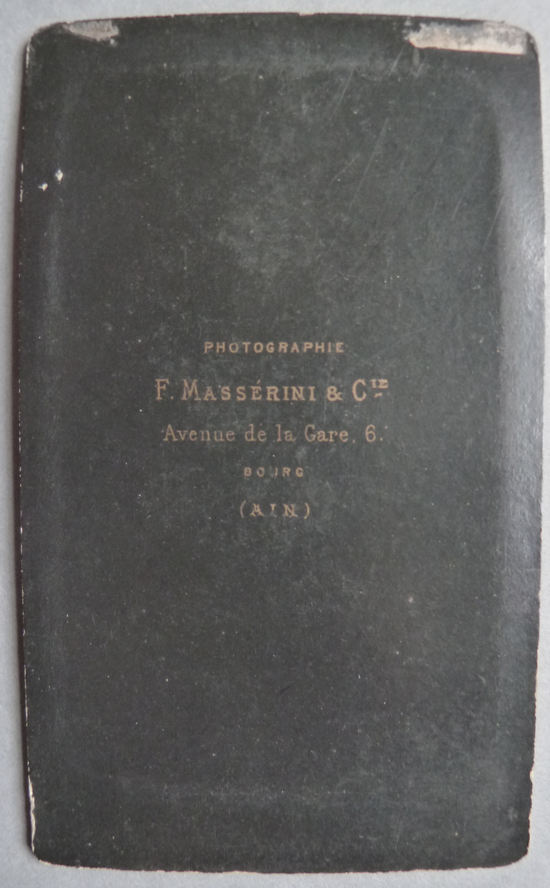 PHOTOGRAPHIE
F. MASSÉRINI & CIE
Avenue de la Gare, 6.
BOURG
(AIN)